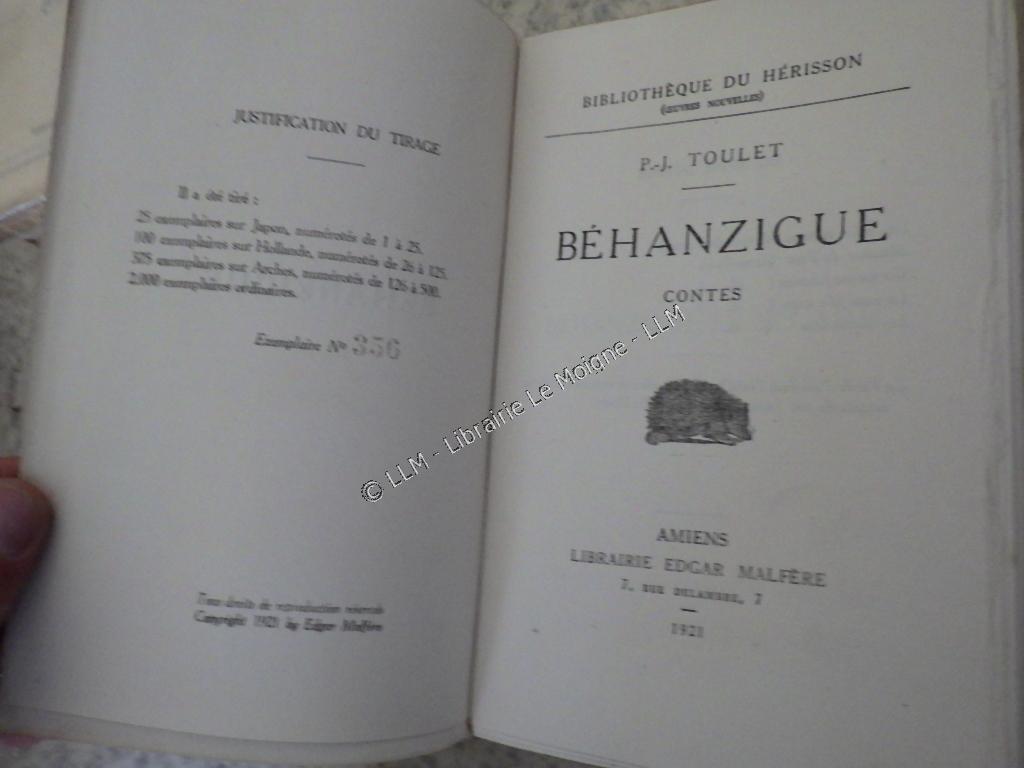 JUSTIFICATION DU TIRAGE
Il a été tiré :
25 exemplaires sur Japon, numérotés de 1 à 25.
100 exemplaires sur Hollande, numérotés de 26 à 125.
375 exemplaires sur Arches, numérotés de 126 à 500.
2.000 exemplaires ordinaires.
Exemplaire No 356
Tous droits de reproduction réservés
Copyright 1921 by Edgar Malfère
BIBLIOTHÈQUE DU HÉRISSON
(ŒUVRES NOUVELLES)
P.-J. TOULET
BÉHANZIGUE
CONTES
AMIENS
LIBRAIRIE EDGAR MALFÈRE
7, RUE DELAMBRE, 7
1921
© LLM - Librairie Le Moigne - LLM